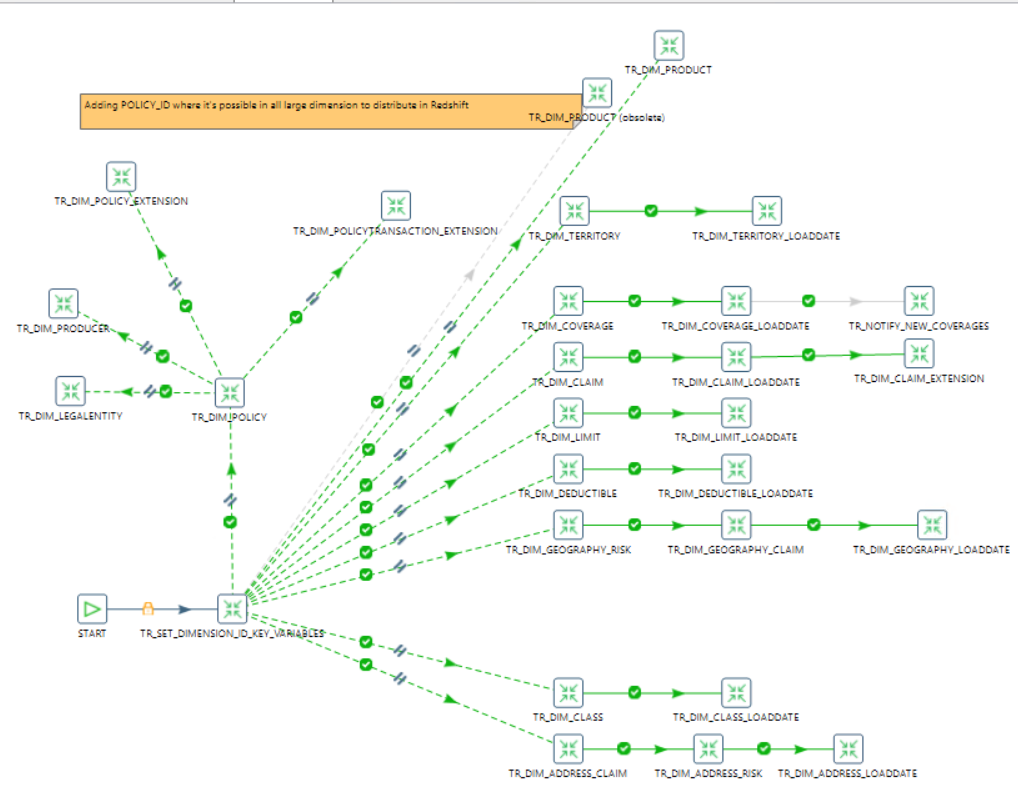 TR_DIM_PRODUCT
Adding POLICY_ID where it's possible in all large dimension to distribute in Redshift
TR_DIM_PRODUCT (obsolete)
TR_DIM_POLICY_EXTENSION
TR_DIM_POLICYTRANSACTION_EXTENSION
TR_DIM_TERRITORY
TR_DIM_TERRITORY_LOADDATE
TR_DIM_PRODUCER
TR_DIM_COVERAGE
TR_DIM_COVERAGE_LOADDATE
TR_NOTIFY_NEW_COVERAGES
TR_DIM_CLAIM
TR_DIM_CLAIM_LOADDATE
TR_DIM_CLAIM_EXTENSION
TR_DIM_LEGALENTITY
TR_DIM_POLICY
TR_DIM_LIMIT
TR_DIM_LIMIT_LOADDATE
TR_DIM_DEDUCTIBLE
TR_DIM_DEDUCTIBLE_LOADDATE
TR_DIM_GEOGRAPHY_RISK
TR_DIM_GEOGRAPHY_CLAIM
TR_DIM_GEOGRAPHY_LOADDATE
START
TR_SET_DIMENSION_ID_KEY_VARIABLES
TR_DIM_CLASS
TR_DIM_CLASS_LOADDATE
TR_DIM_ADDRESS_CLAIM
TR_DIM_ADDRESS_RISK
TR_DIM_ADDRESS_LOADDATE